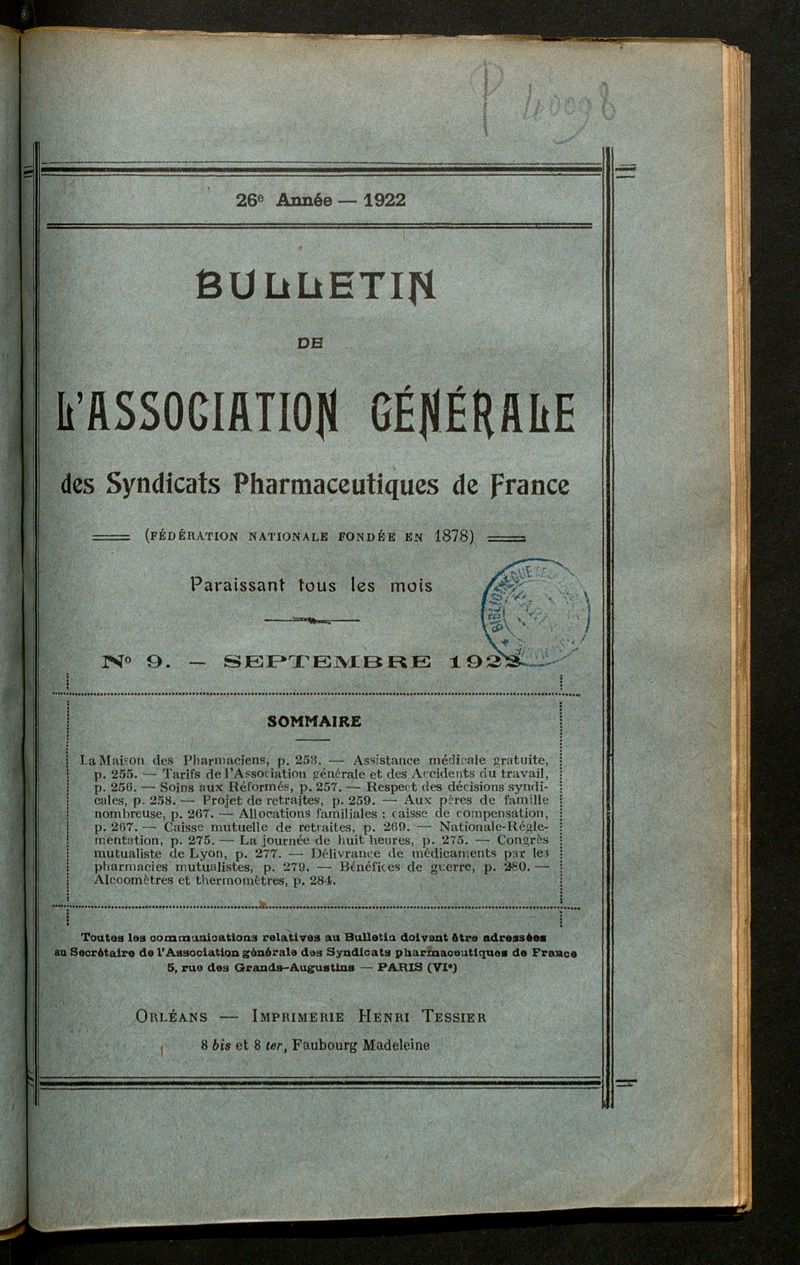 P 40098
26e Année — 1922
BULLETIN
DE
L'ASSOCIATION GÉNÉRALE
des Syndicats Pharmaceutiques de France
(FÉDÉRATION NATIONALE FONDÉE EN 1878)
Paraissant tous les mois
BIBLIOTHÈQUE
No 9. — SEPTEMBRE 1922
SOMMAIRE
La Maison des Pharmaciens, p. 253. — Assistance médicale gratuite,
p. 255. — Tarifs de l'Association générale et des Accidents du travail,
p. 256. — Soins aux Réformés, p. 257. — Respect des décisions syndi-
cales, p. 258. — Projet de retraites, p. 259. — Aux pères de famille
nombreuse, p. 267. — Allocations familiales : caisse de compensation,
p. 267. — Caisse mutuelle de retraites, p. 269. — Nationale-Régle-
mentation, p. 275. — La journée de huit heures, p. 275. — Congrès
mutualiste de Lyon, p. 277. — Délivrance de médicaments par les
pharmacies mutualistes, p. 279. — Bénéfices de guerre, p. 280. —
Alcoomètres et thermomètres, p. 284.
Toutes les communications relatives au Bulletin doivent être adressées
au Secrétaire de l'Association générale des Syndicats pharmaceutiques de France
5, rue des Grands-Augustins — PARIS (VIe)
ORLÉANS — IMPRIMERIE HENRI TESSIER
8 bis et 8 ter, Faubourg Madeleine